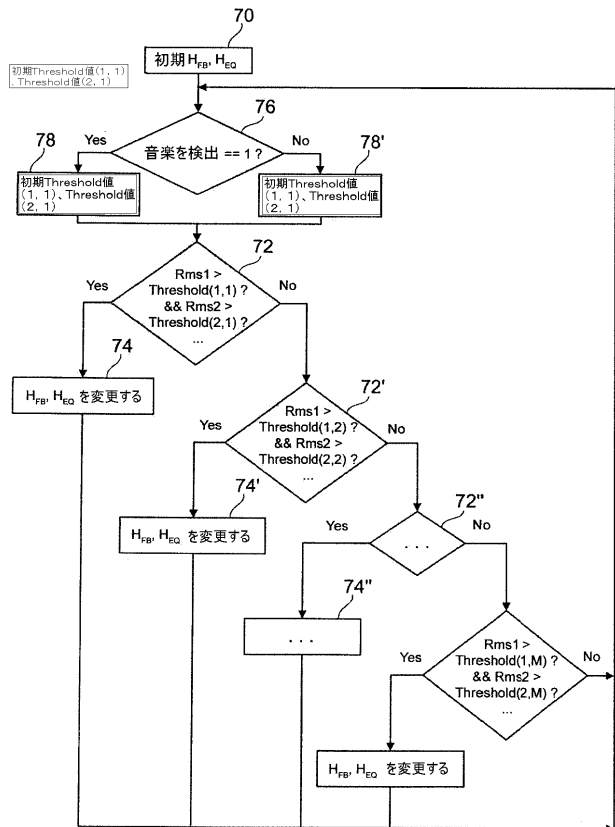 70
初期 H_FB, H_EQ
初期Threshold値(1, 1)
、Threshold値(2, 1)
76
Yes
音楽を検出 == 1 ?
No
78
78'
初期Threshold値
(1, 1)、Threshold値
(2, 1)
初期Threshold値
(1, 1)、Threshold値
(2, 1)
72
Yes
Rms1 >
Threshold(1,1) ?
&& Rms2 >
Threshold(2,1) ?
...
No
74
H_FB, H_EQ を変更する
72'
Yes
Rms1 >
Threshold(1,2) ?
&& Rms2 >
Threshold(2,2) ?
...
No
74'
H_FB, H_EQ を変更する
72"
Yes
. . .
No
74"
. . .
Yes
Rms1 >
Threshold(1,M) ?
&& Rms2 >
Threshold(2,M) ?
...
No
H_FB, H_EQ を変更する